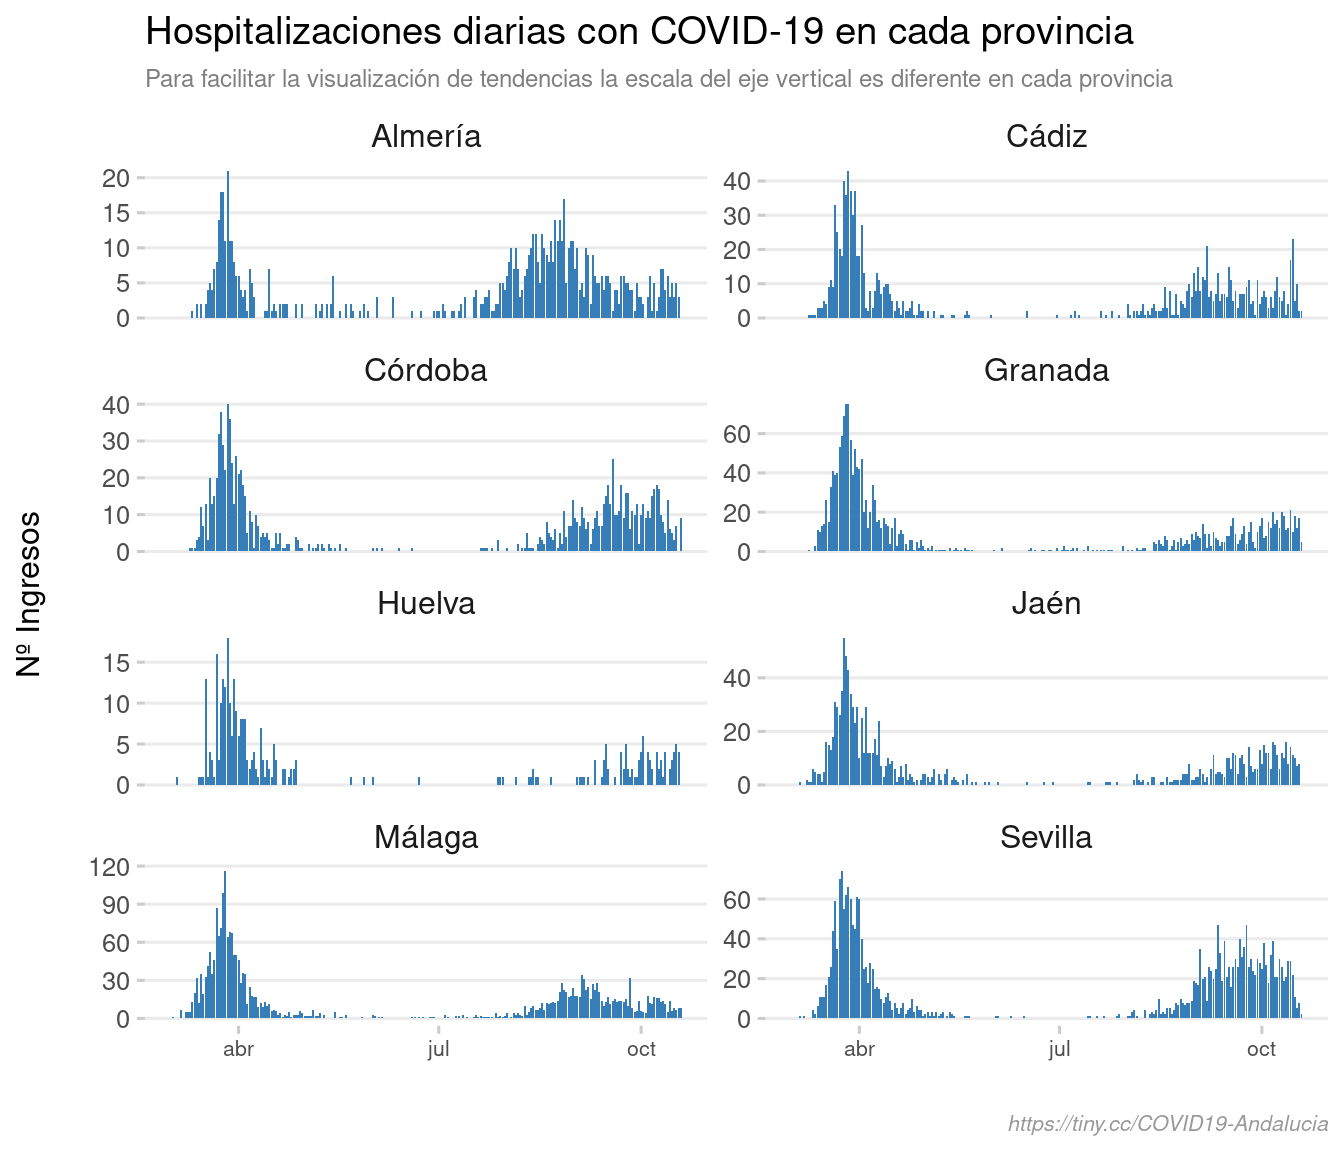 Hospitalizaciones diarias con COVID-19 en cada provincia
Para facilitar la visualización de tendencias la escala del eje vertical es diferente en cada provincia
Nº Ingresos
Almería
20
15
10
5
0
Cádiz
40
30
20
10
0
Córdoba
40
30
20
10
0
Granada
60
40
20
0
Huelva
15
10
5
0
Jaén
40
20
0
Málaga
120
90
60
30
0
abr jul oct
Sevilla
60
40
20
0
abr jul oct
https://tiny.cc/COVID19-Andalucia